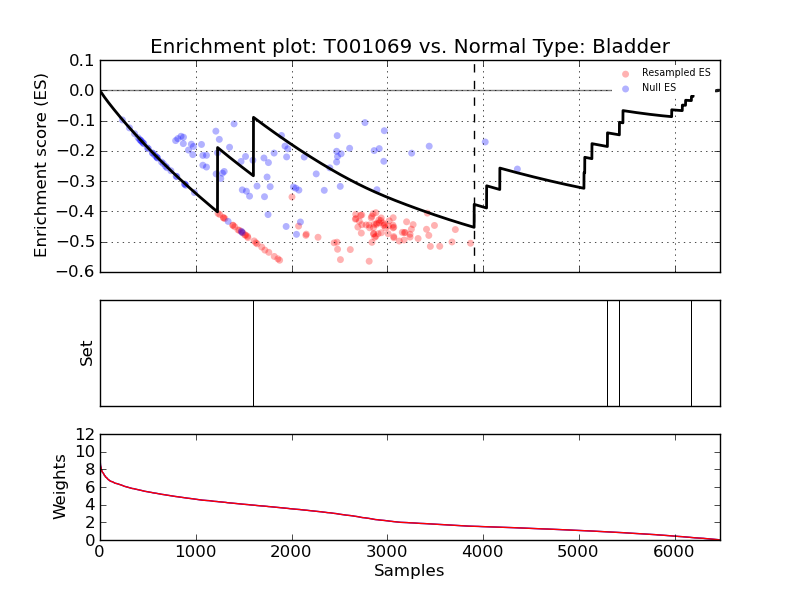 Enrichment plot: T001069 vs. Normal Type: Bladder
Enrichment score (ES)
0.1
0.0
−0.1
−0.2
−0.3
−0.4
−0.5
−0.6
Resampled ES
Null ES
Set
Weights
12
10
8
6
4
2
0
0 1000 2000 3000 4000 5000 6000
Samples